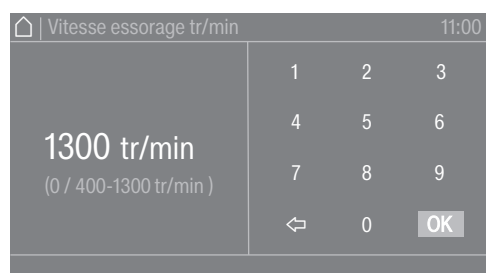 | Vitesse essorage tr/min 11:00
1300 tr/min
(0 / 400-1300 tr/min )
1 2 3
4 5 6
7 8 9
0 OK